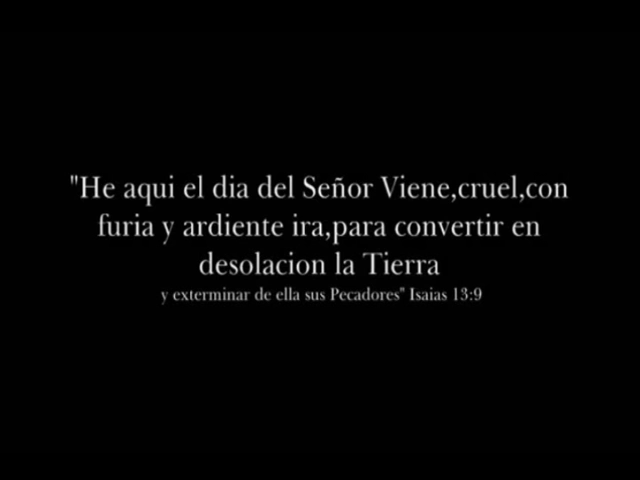 "He aqui el dia del Señor Viene,cruel,con
furia y ardiente ira,para convertir en
desolacion la Tierra
y exterminar de ella sus Pecadores" Isaias 13:9